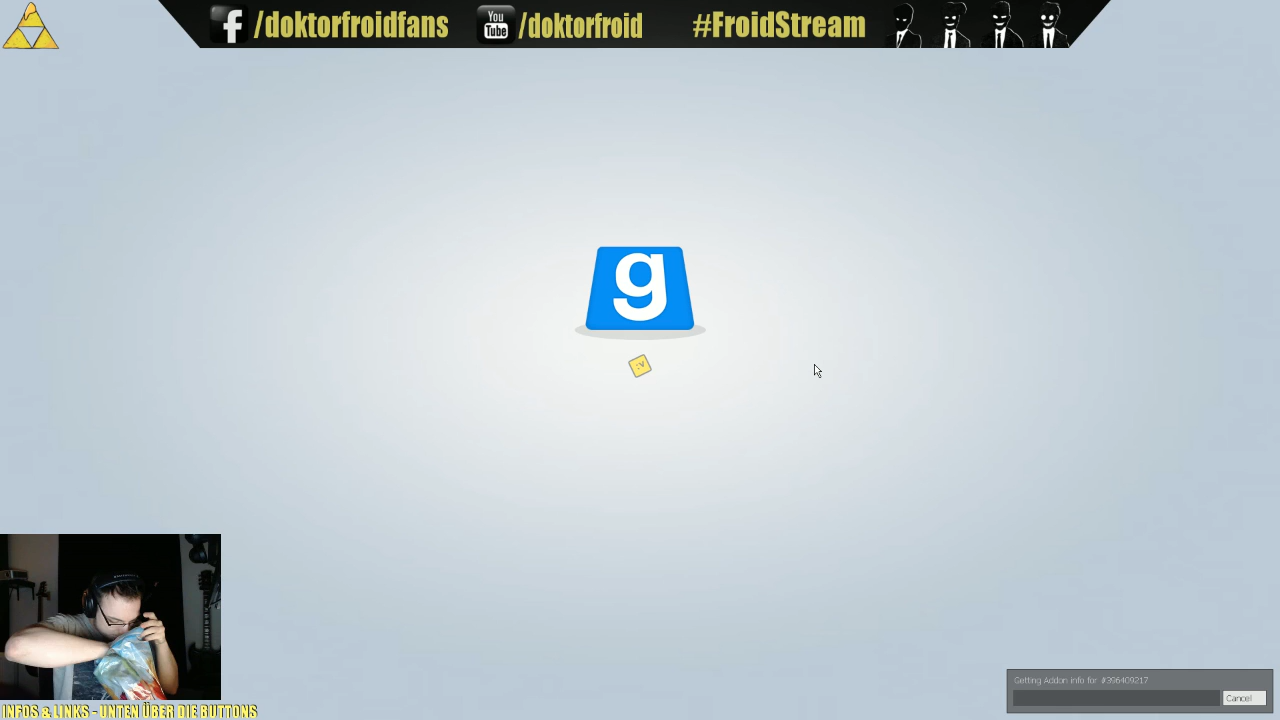 f /doktorfroidfans You Tube /doktorfroid #FroidStream
g
:v
Getting Addon info for #396409217
Cancel
INFOS & LINKS - UNTEN ÜBER DIE BUTTONS